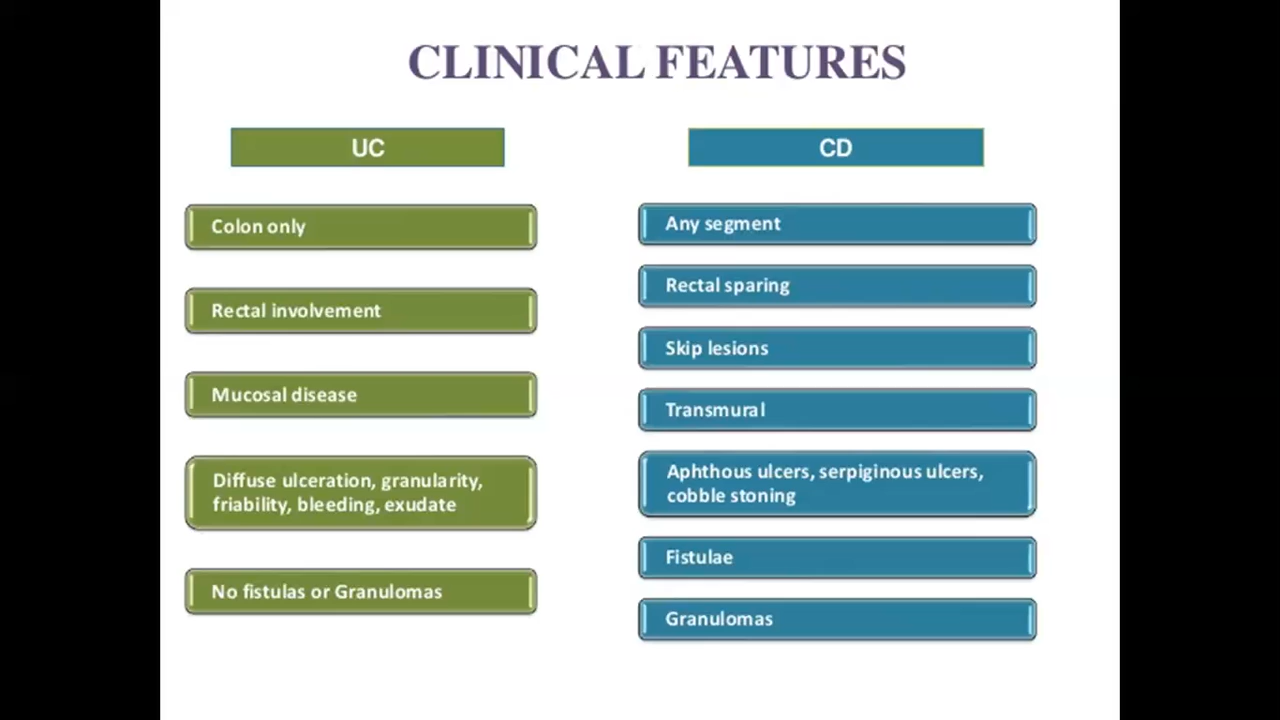 CLINICAL FEATURES
UC
Colon only
Rectal involvement
Mucosal disease
Diffuse ulceration, granularity,
friability, bleeding, exudate
No fistulas or Granulomas
CD
Any segment
Rectal sparing
Skip lesions
Transmural
Aphthous ulcers, serpiginous ulcers,
cobble stoning
Fistulae
Granulomas